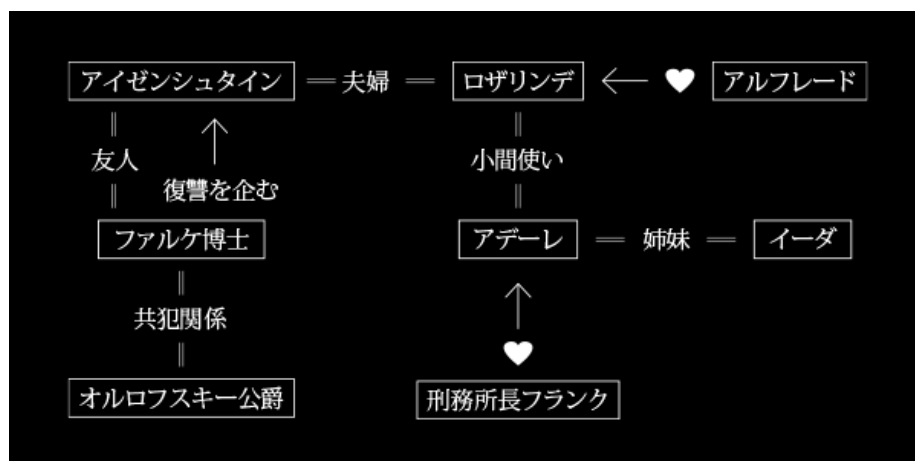 アイゼンシュタイン 夫婦 ロザリンデ アルフレード
友人 小間使い
復讐を企む
ファルケ博士 アデーレ 姉妹 イーダ
共犯関係
オルロフスキー公爵 刑務所長フランク